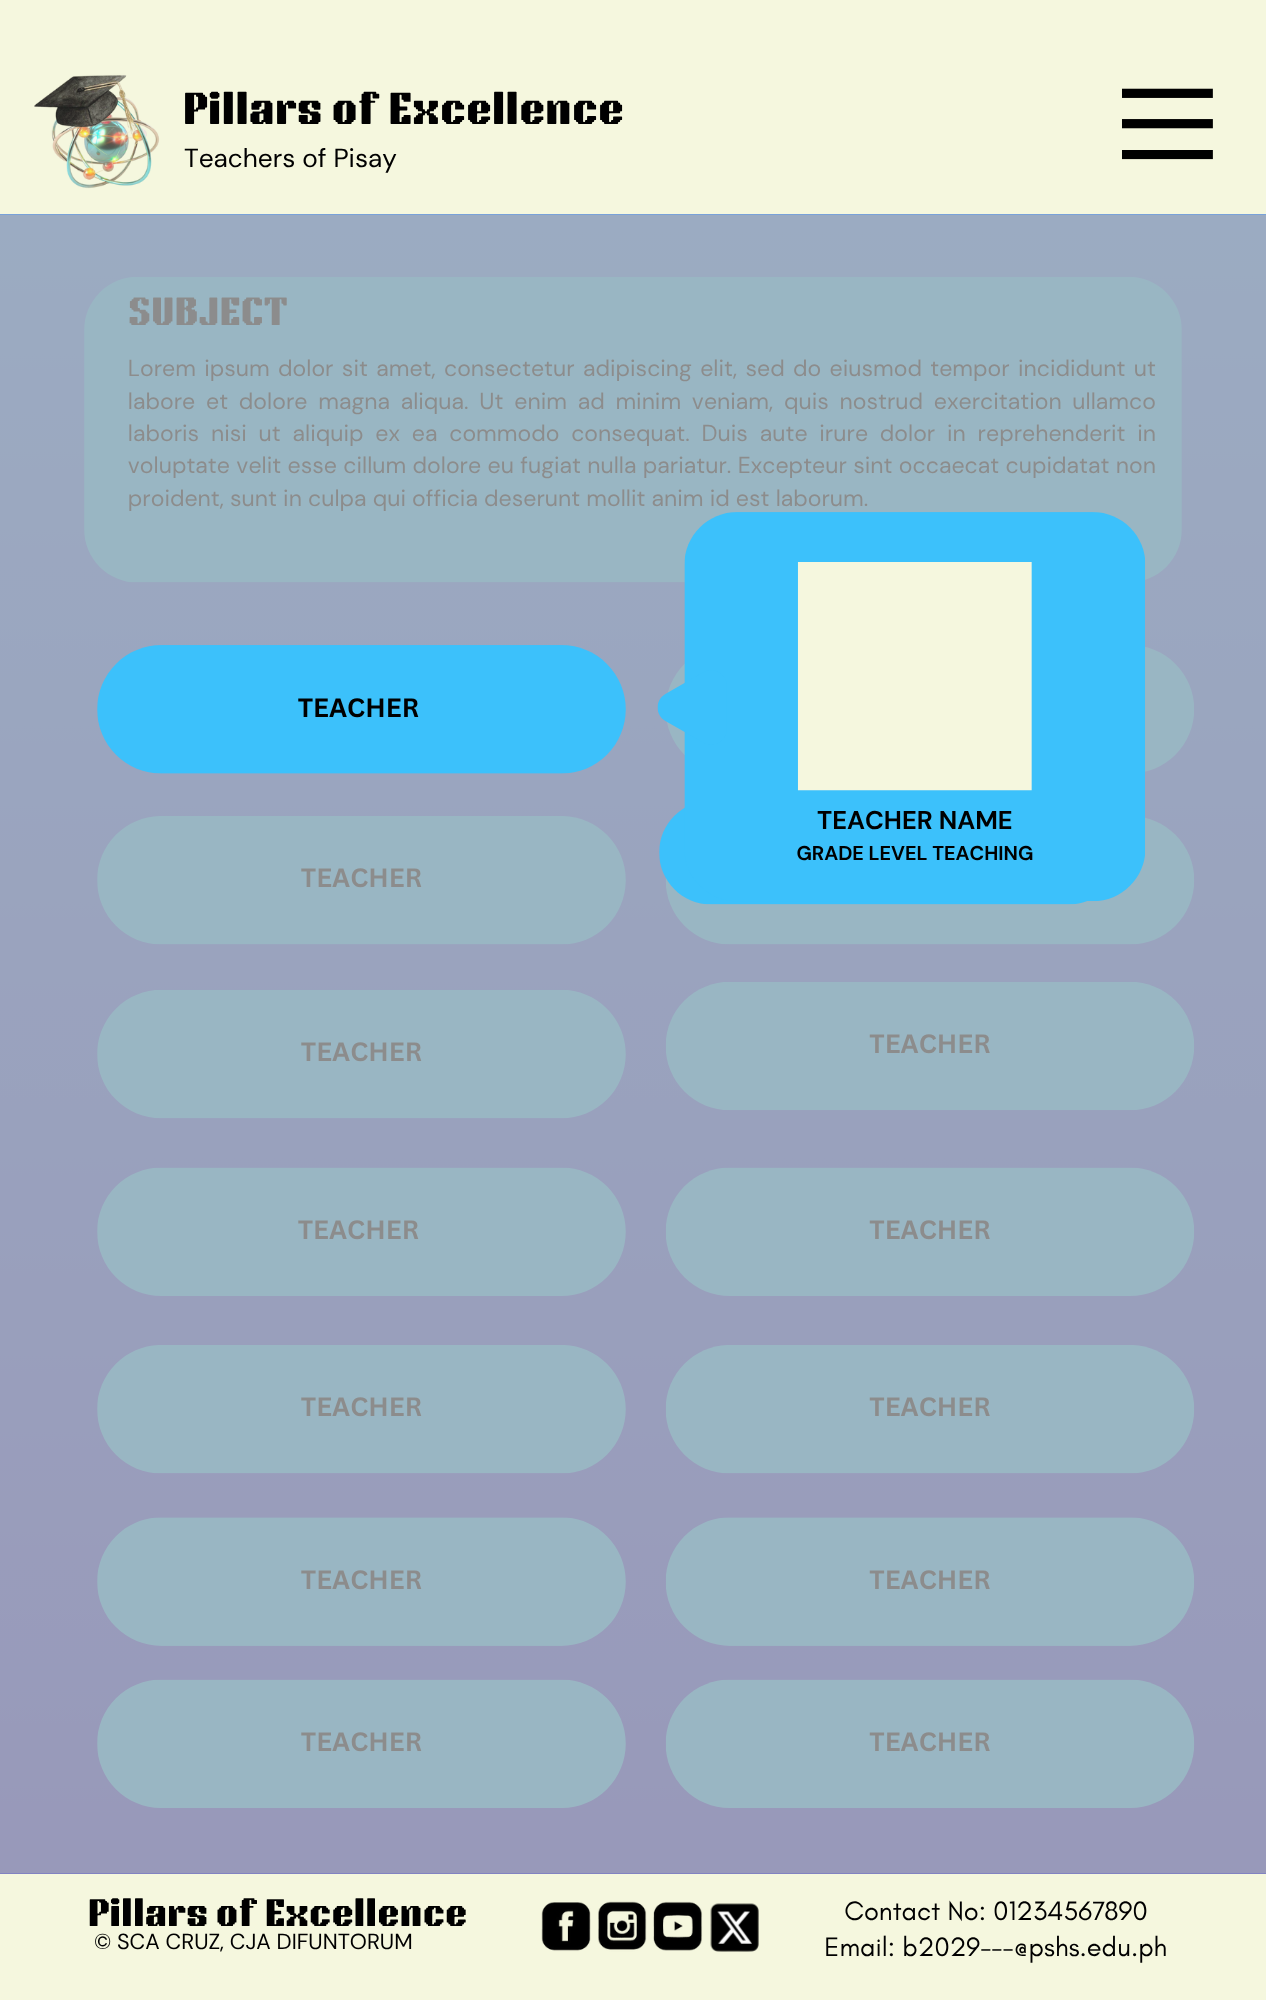 Pillars of Excellence
Teachers of Pisay
SUBJECT
Lorem ipsum dolor sit amet, consectetur adipiscing elit, sed do eiusmod tempor incididunt ut
labore et dolore magna aliqua. Ut enim ad minim veniam, quis nostrud exercitation ullamco
laboris nisi ut aliquip ex ea commodo consequat. Duis aute irure dolor in reprehenderit in
voluptate velit esse cillum dolore eu fugiat nulla pariatur. Excepteur sint occaecat cupidatat non
proident, sunt in culpa qui officia deserunt mollit anim id est laborum.
TEACHER
TEACHER NAME
GRADE LEVEL TEACHING
TEACHER
TEACHER
TEACHER
TEACHER
TEACHER
TEACHER
TEACHER
TEACHER
TEACHER
TEACHER
TEACHER
Pillars of Excellence
© SCA CRUZ, CJA DIFUNTORUM
Contact No: 01234567890
Email: b2029---@pshs.edu.ph